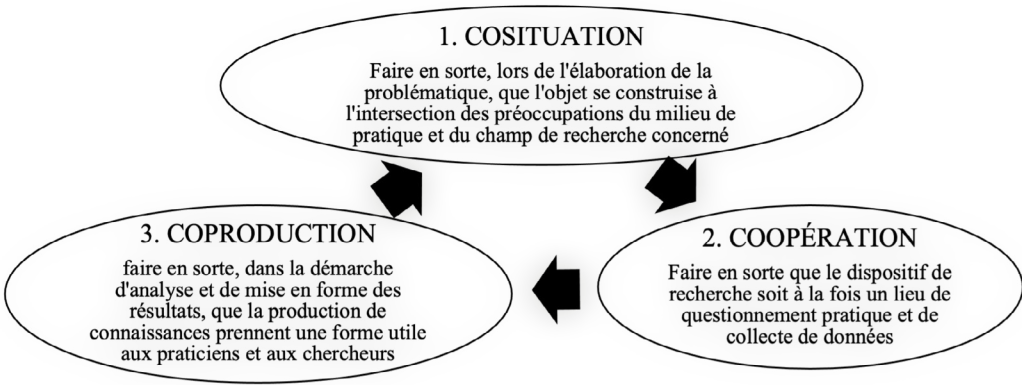 1. COSITUATION
Faire en sorte, lors de l'élaboration de la
problématique, que l'objet se construise à
l'intersection des préoccupations du milieu de
pratique et du champ de recherche concerné
3. COPRODUCTION
faire en sorte, dans la démarche
d'analyse et de mise en forme des
résultats, que la production de
connaissances prennent une forme utile
aux praticiens et aux chercheurs
2. COOPÉRATION
Faire en sorte que le dispositif de
recherche soit à la fois un lieu de
questionnement pratique et de
collecte de données